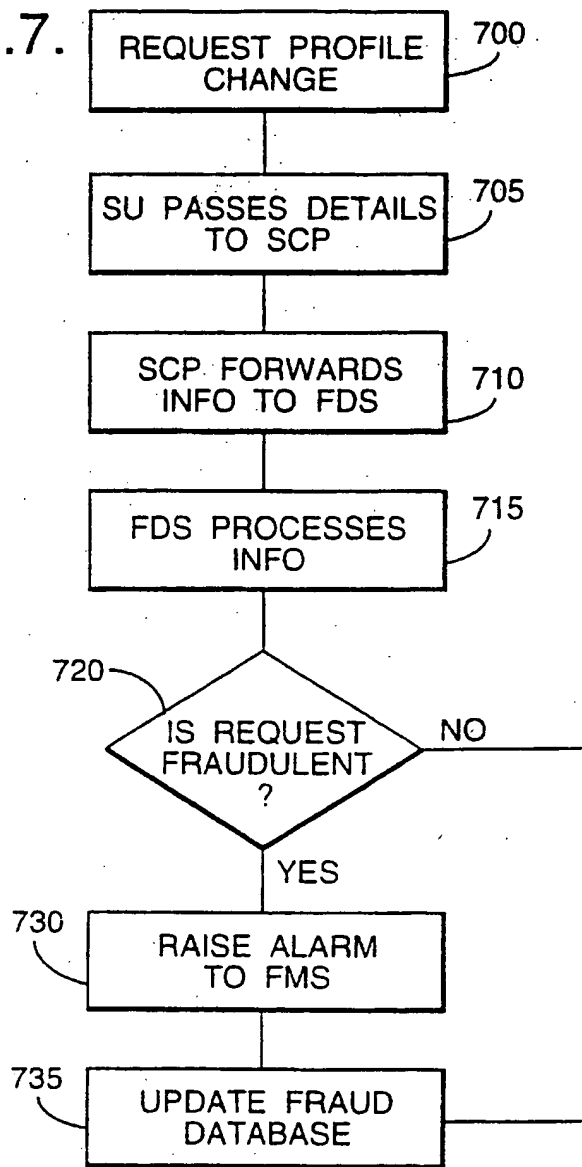 .7.
REQUEST PROFILE
CHANGE
700
SU PASSES DETAILS
TO SCP
705
SCP FORWARDS
INFO TO FDS
710
FDS PROCESSES
INFO
715
720
IS REQUEST
FRAUDULENT
?
NO
YES
730
RAISE ALARM
TO FMS
735
UPDATE FRAUD
DATABASE